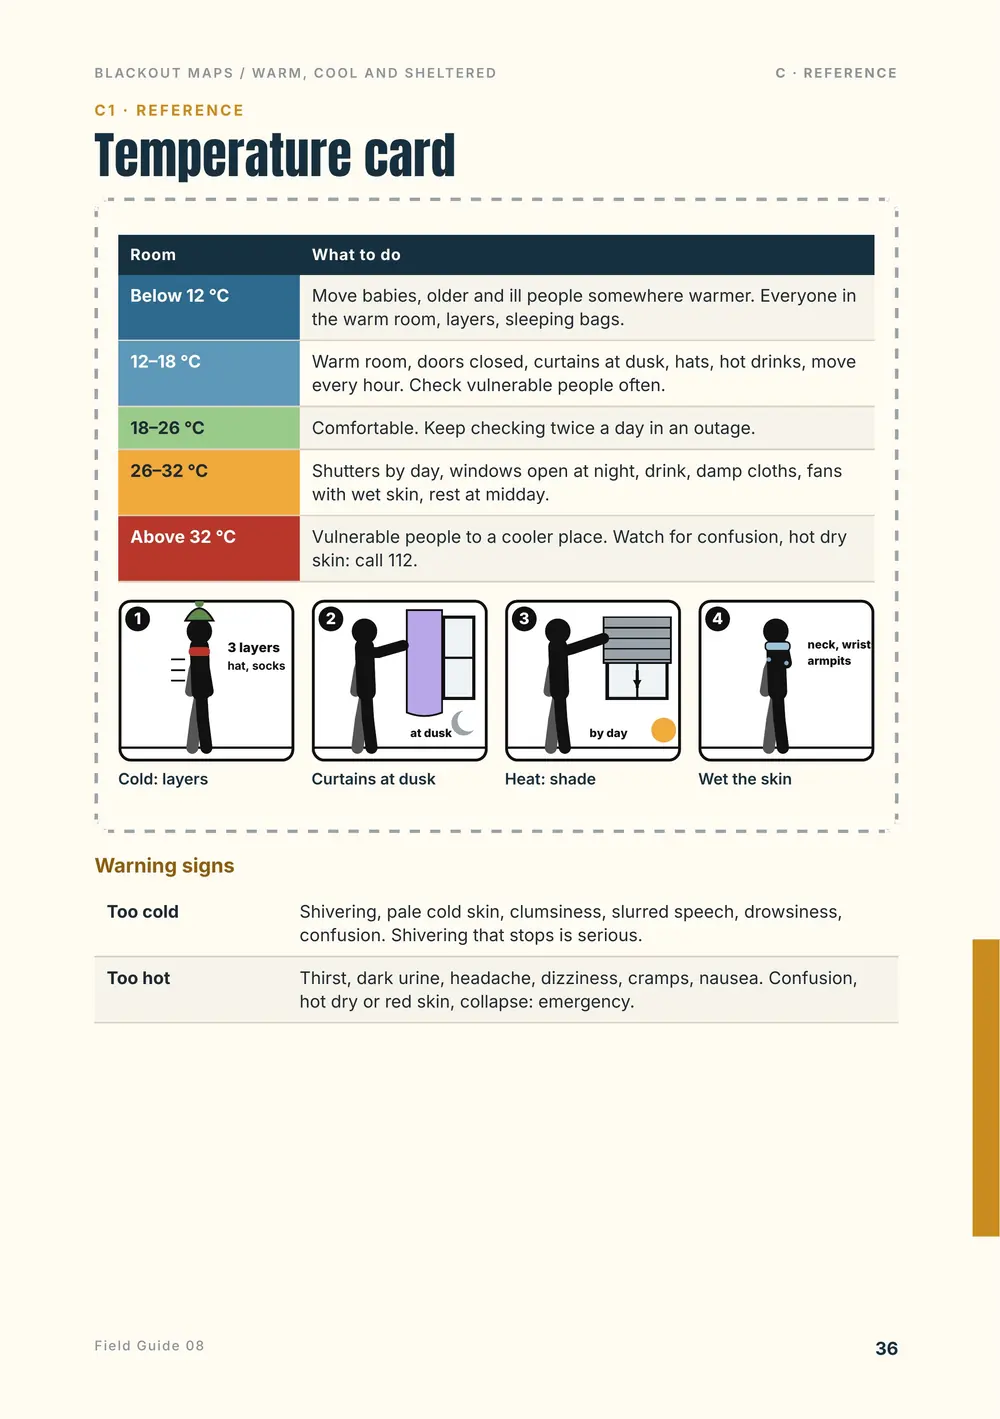 BLACKOUT MAPS / WARM, COOL AND SHELTERED
C · REFERENCE
C1 · REFERENCE
Temperature card
Room What to do
Below 12 °C Move babies, older and ill people somewhere warmer. Everyone in
the warm room, layers, sleeping bags.
12–18 °C Warm room, doors closed, curtains at dusk, hats, hot drinks, move
every hour. Check vulnerable people often.
18–26 °C Comfortable. Keep checking twice a day in an outage.
26–32 °C Shutters by day, windows open at night, drink, damp cloths, fans
with wet skin, rest at midday.
Above 32 °C Vulnerable people to a cooler place. Watch for confusion, hot dry
skin: call 112.
1
3 layers
hat, socks
Cold: layers
2
at dusk
Curtains at dusk
3
by day
Heat: shade
4
neck, wrist
armpits
Wet the skin
Warning signs
Too cold Shivering, pale cold skin, clumsiness, slurred speech, drowsiness,
confusion. Shivering that stops is serious.
Too hot Thirst, dark urine, headache, dizziness, cramps, nausea. Confusion,
hot dry or red skin, collapse: emergency.
Field Guide 08
36